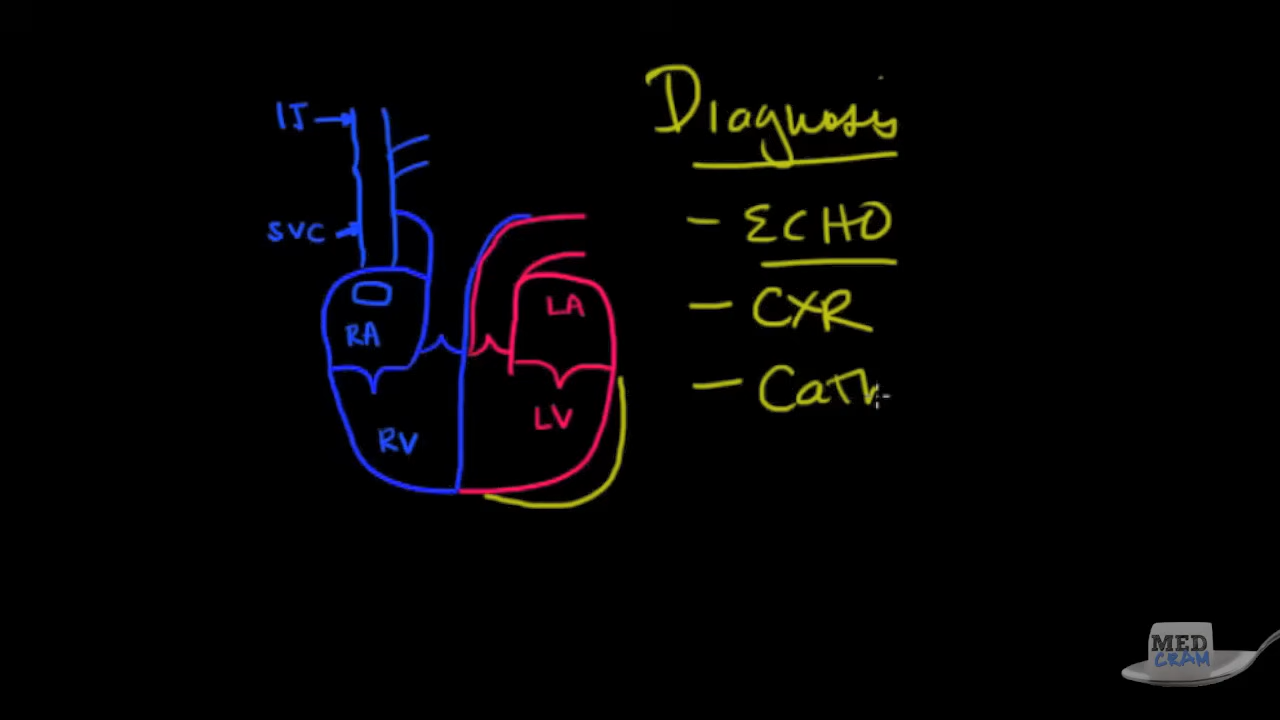 Diagnosis
IJ
- ECHO
SVC
- CXR
LA
RA
- Cath
LV
RV
MED
CRAM